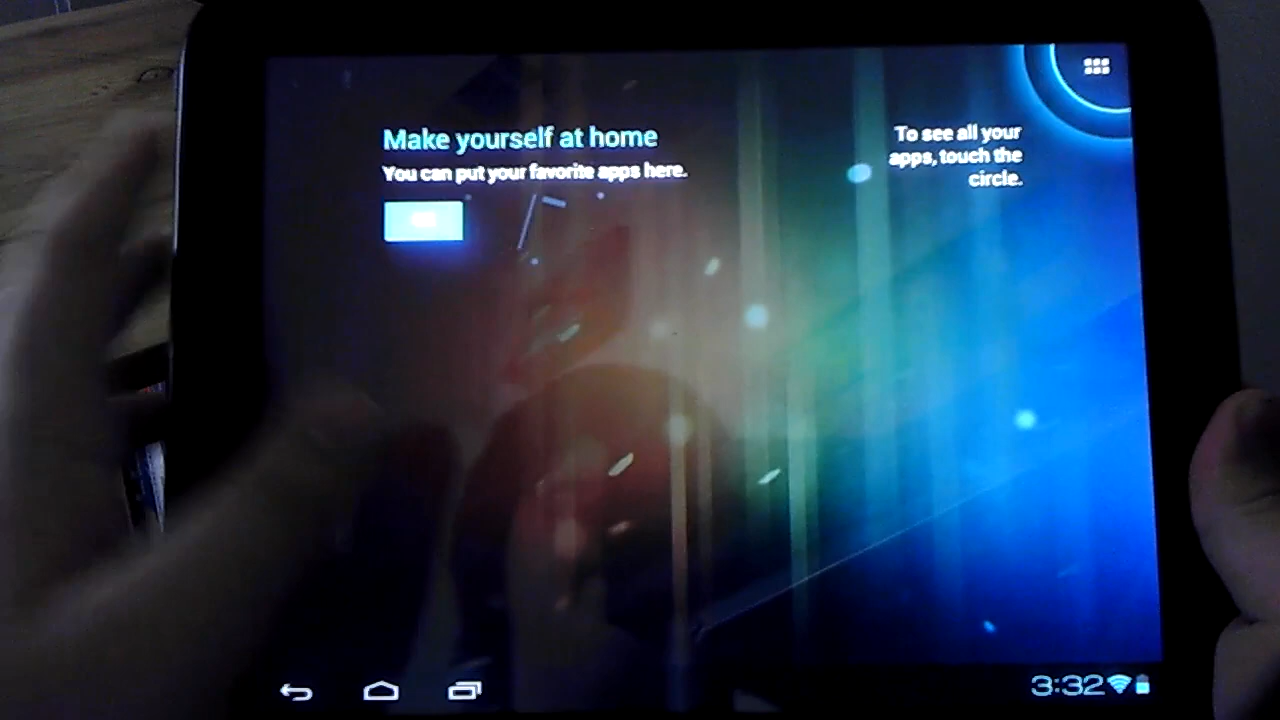 Make yourself at home
You can put your favorite apps here.
To see all your
apps, touch the
circle.
3:32